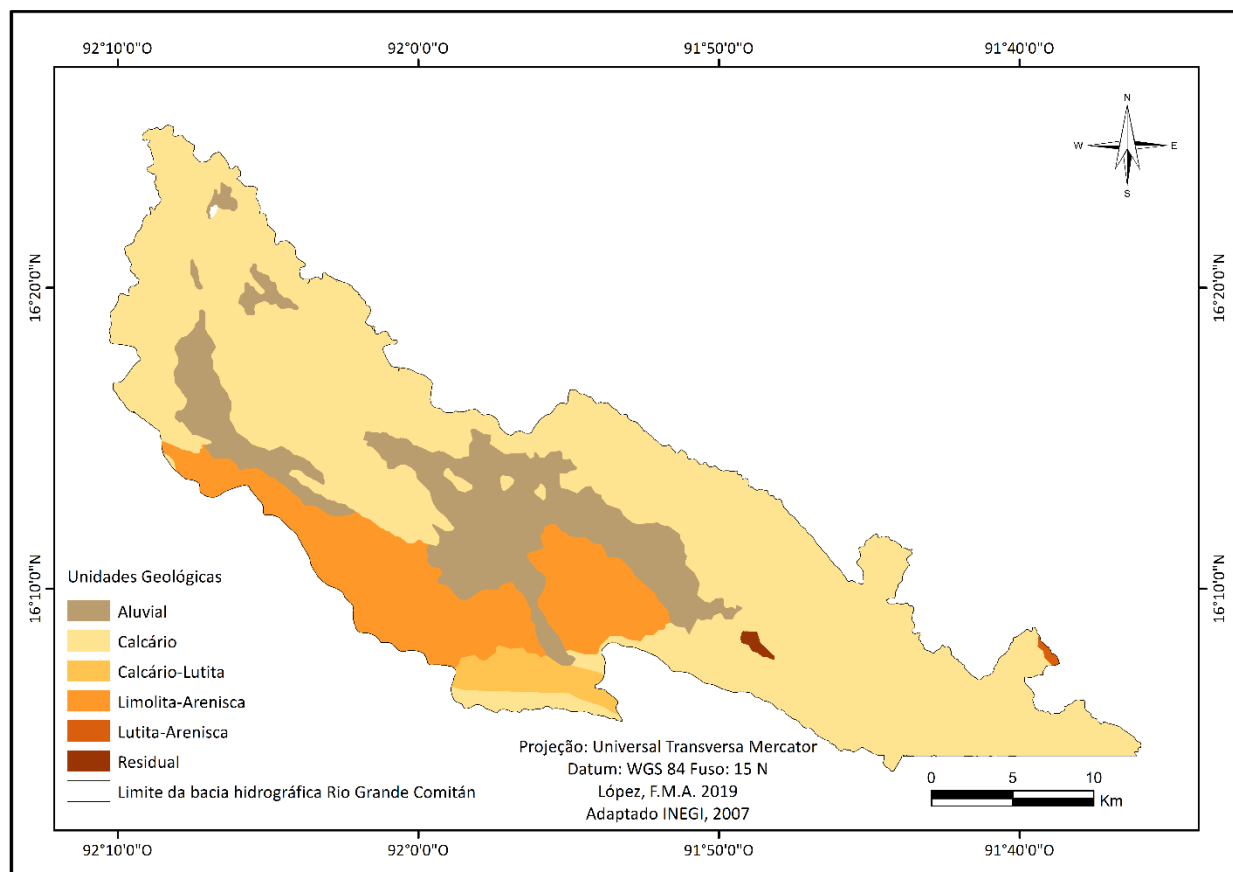 92°10'0"O 92°0'0"O 91°50'0"O 91°40'0"O
N
W E
S
16°20'0"N 16°20'0"N
16°10'0"N 16°10'0"N
Unidades Geológicas
Aluvial
Calcário
Calcário-Lutita
Limolita-Arenisca
Lutita-Arenisca
Residual
Limite da bacia hidrográfica Rio Grande Comitán
Projeção: Universal Transversa Mercator
Datum: WGS 84 Fuso: 15 N
López, F.M.A. 2019
Adaptado INEGI, 2007
0 5 10
Km
92°10'0"O 92°0'0"O 91°50'0"O 91°40'0"O